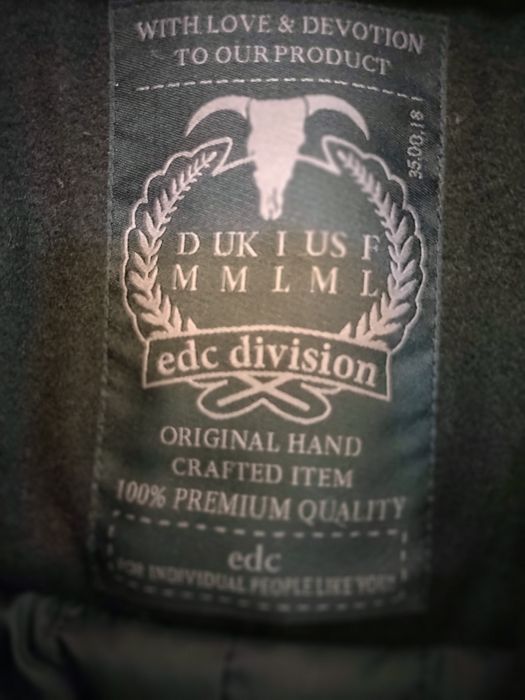 WITH LOVE & DEVOTION
TO OUR PRODUCT
35.00.18
D UK I US F
M M L M L
edc division
ORIGINAL HAND
CRAFTED ITEM
100% PREMIUM QUALITY
edc
FOR INDIVIDUAL PEOPLE LIKE YOU!